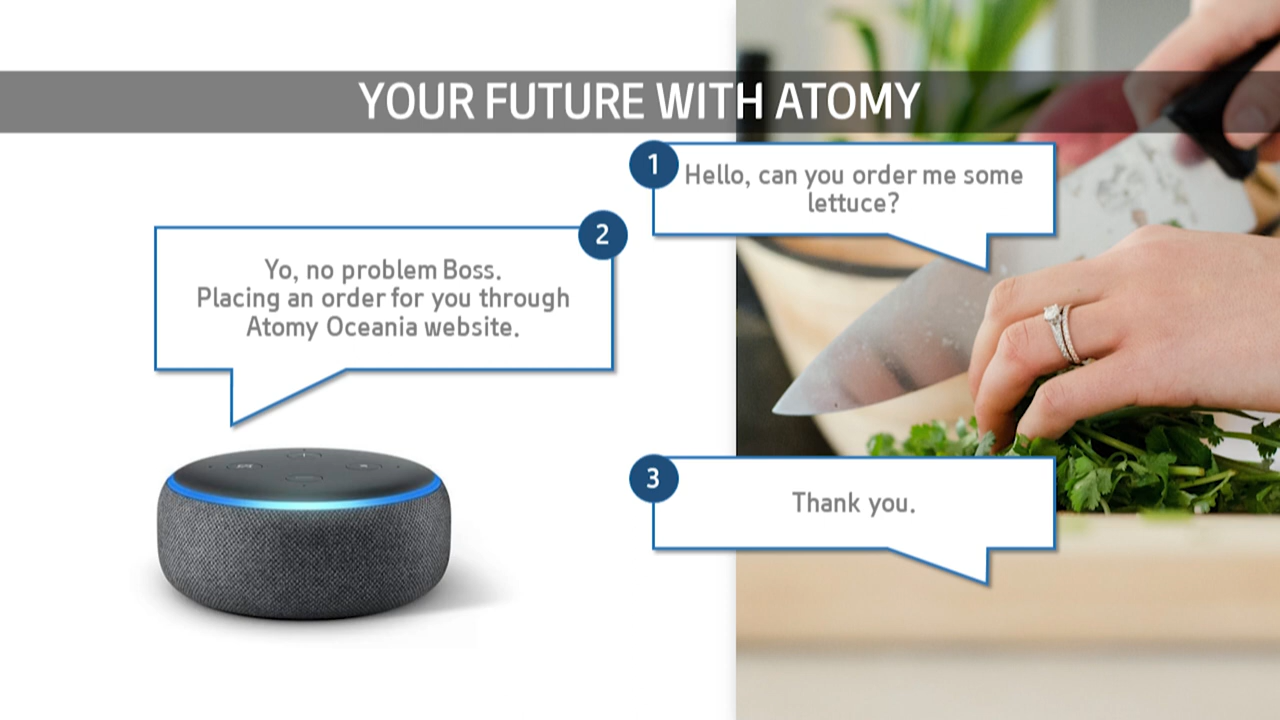 YOUR FUTURE WITH ATOMY
1
Hello, can you order me some
lettuce?
2
Yo, no problem Boss.
Placing an order for you through
Atomy Oceania website.
3
Thank you.